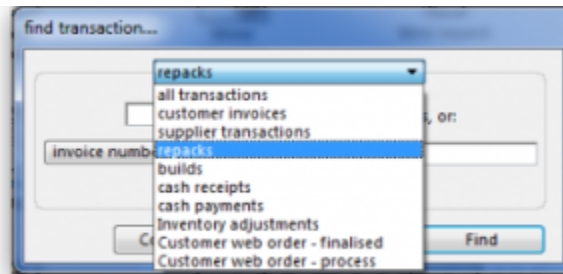 find transaction...
repacks
all transactions
customer invoices
supplier transactions
s, or:
repacks
invoice numb
builds
cash receipts
cash payments
Inventory adjustments
Customer web order - finalised
Find
Customer web order - process